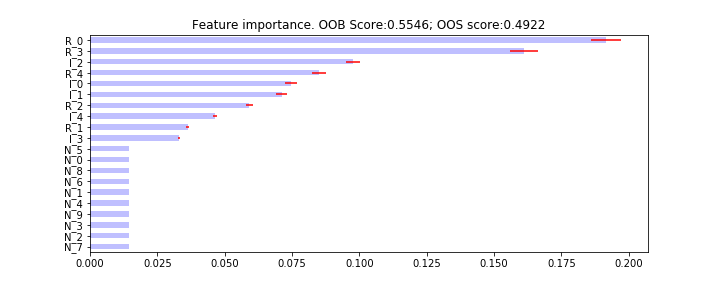 Feature importance. OOB Score:0.5546; OOS score:0.4922
R_0
R_3
I_2
R_4
I_0
I_1
R_2
I_4
R_1
I_3
N_5
N_0
N_8
N_6
N_1
N_4
N_9
N_3
N_2
N_7
0.000 0.025 0.050 0.075 0.100 0.125 0.150 0.175 0.200